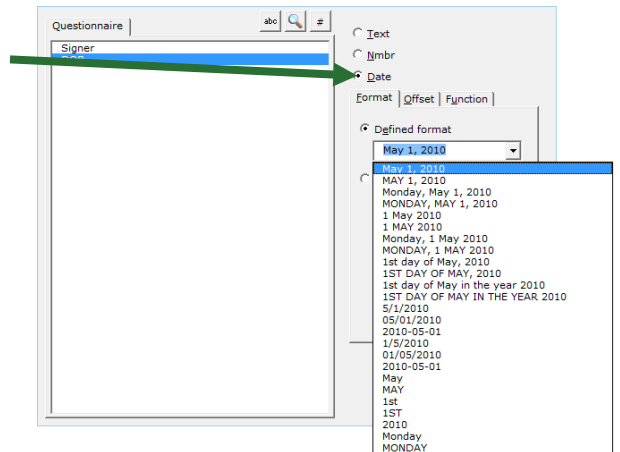 Questionnaire
abc
#
Signer
Text
Nmbr
Date
Format
Offset
Function
Defined format
May 1, 2010
May 1, 2010
MAY 1, 2010
Monday, May 1, 2010
MONDAY, MAY 1, 2010
1 May 2010
1 MAY 2010
Monday, 1 May 2010
MONDAY, 1 MAY 2010
1st day of May, 2010
1ST DAY OF MAY, 2010
1st day of May in the year 2010
1ST DAY OF MAY IN THE YEAR 2010
5/1/2010
05/01/2010
2010-05-01
1/5/2010
01/05/2010
2010-05-01
May
MAY
1st
1ST
2010
Monday
MONDAY